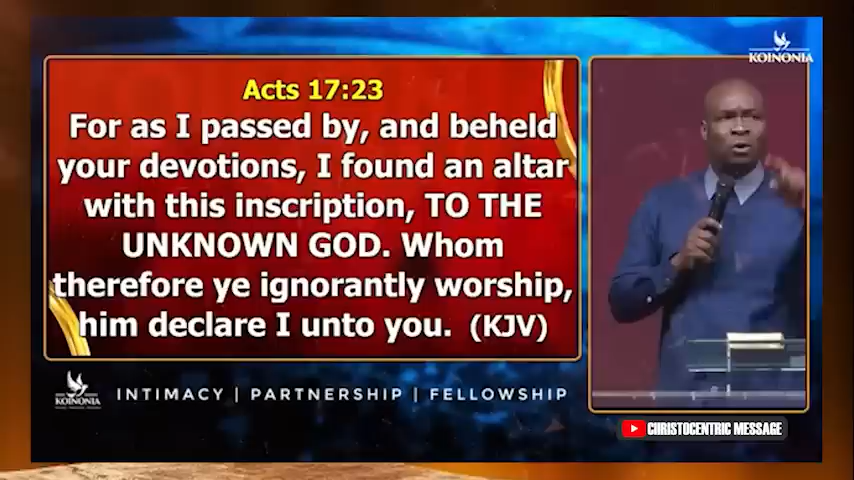 KOINONIA
Acts 17:23
For as I passed by, and beheld
your devotions, I found an altar
with this inscription, TO THE
UNKNOWN GOD. Whom
therefore ye ignorantly worship,
him declare I unto you. (KJV)
KOINONIA
INTIMACY | PARTNERSHIP | FELLOWSHIP
CHRISTOCENTRIC MESSAGE